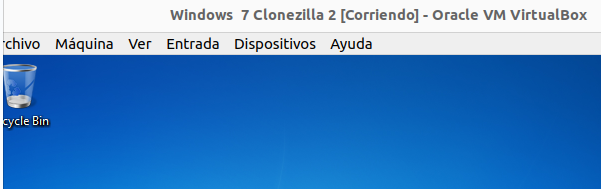 Windows 7 Clonezilla 2 [Corriendo] - Oracle VM VirtualBox
rchivo Máquina Ver Entrada Dispositivos Ayuda
cycle Bin